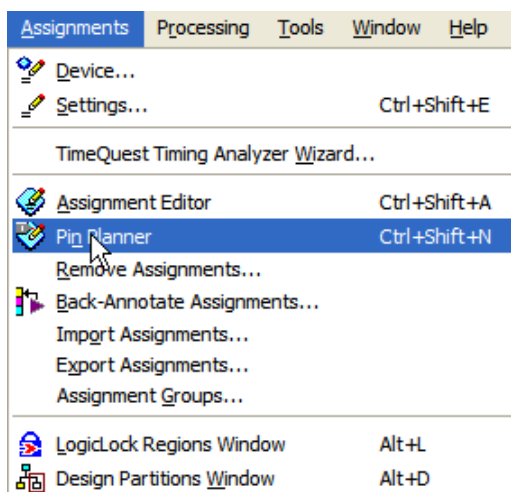 Assignments Processing Tools Window Help
Device...
Settings... Ctrl+Shift+E
TimeQuest Timing Analyzer Wizard...
Assignment Editor Ctrl+Shift+A
Pin Planner Ctrl+Shift+N
Remove Assignments...
Back-Annotate Assignments...
Import Assignments...
Export Assignments...
Assignment Groups...
LogicLock Regions Window Alt+L
Design Partitions Window Alt+D